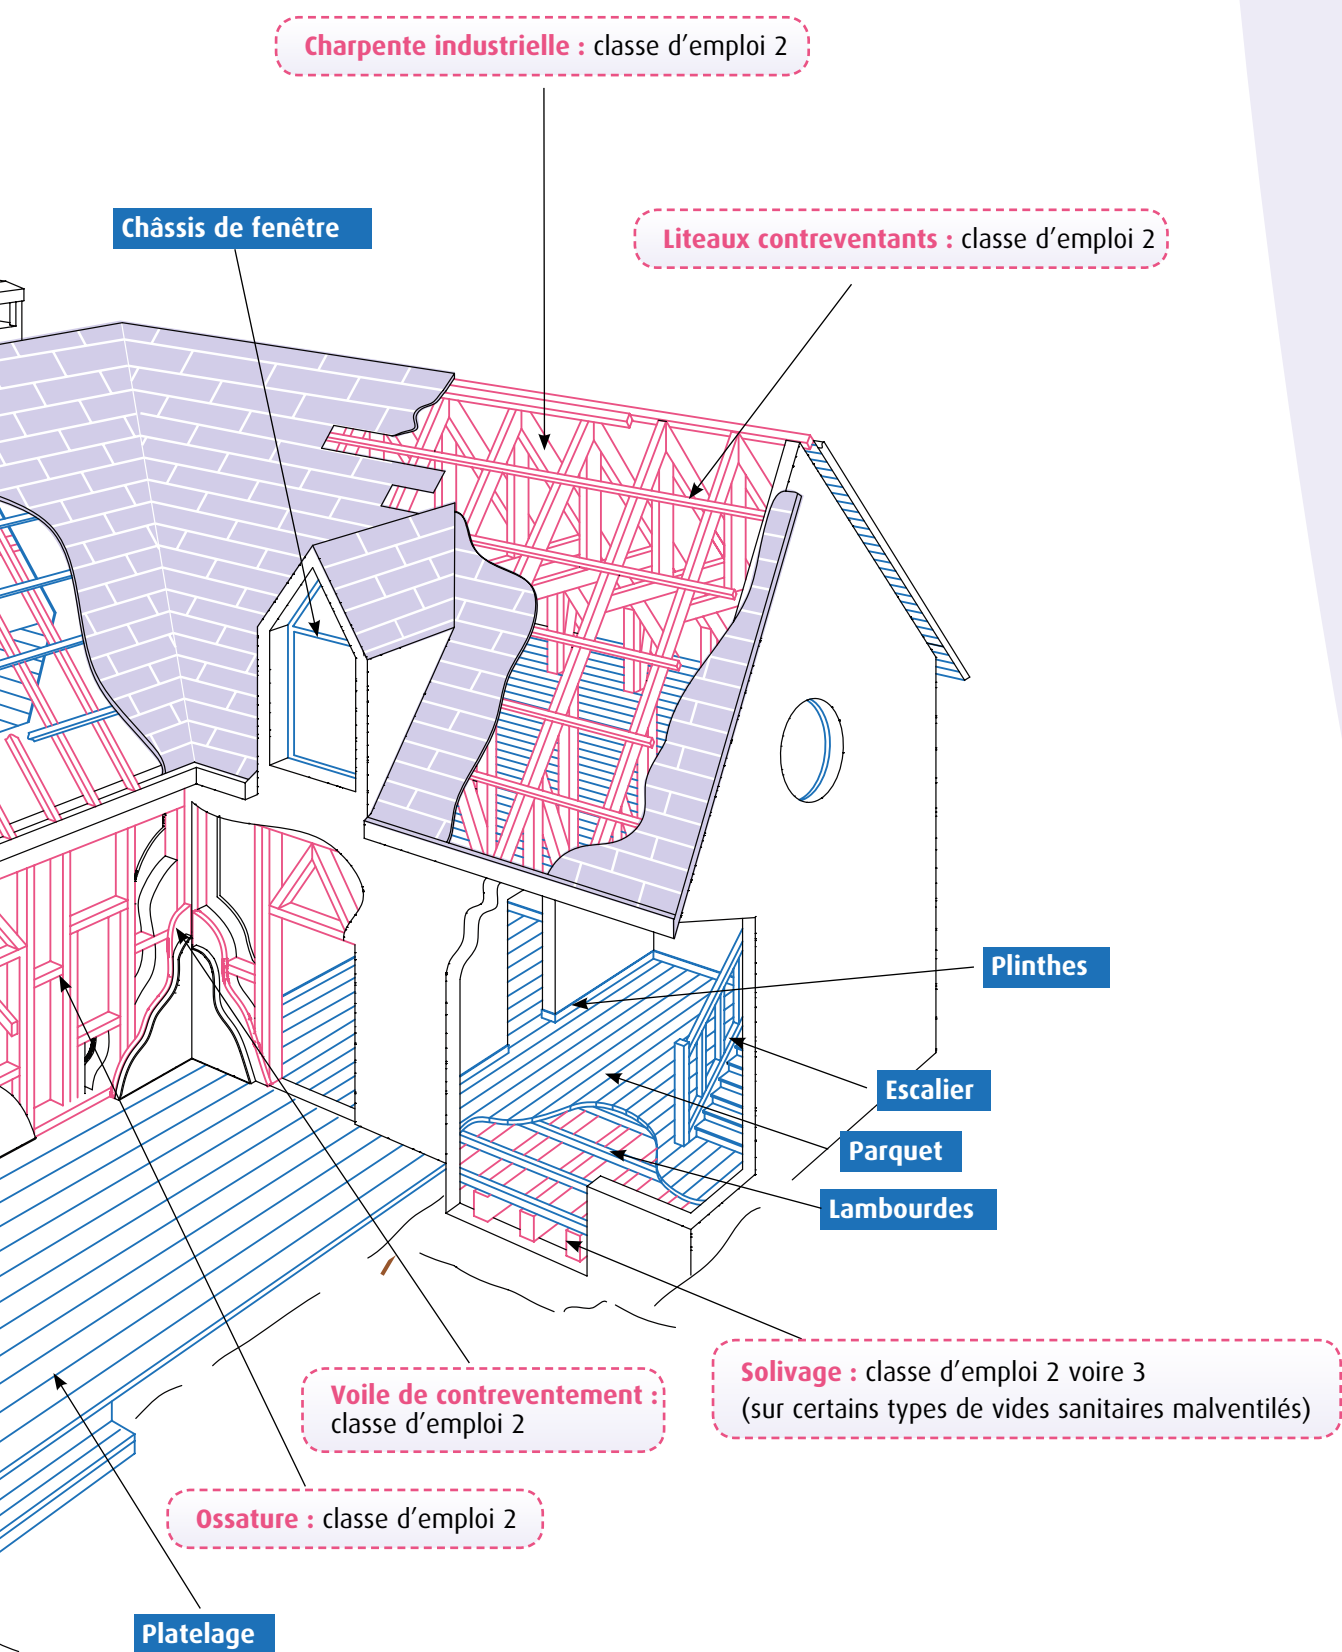 Charpente industrielle : classe d’emploi 2
Châssis de fenêtre
Liteaux contreventants : classe d’emploi 2
Plinthes
Escalier
Parquet
Lambourdes
Solivage : classe d’emploi 2 voire 3
(sur certains types de vides sanitaires malventilés)
Voile de contreventement :
classe d’emploi 2
Ossature : classe d’emploi 2
Platelage